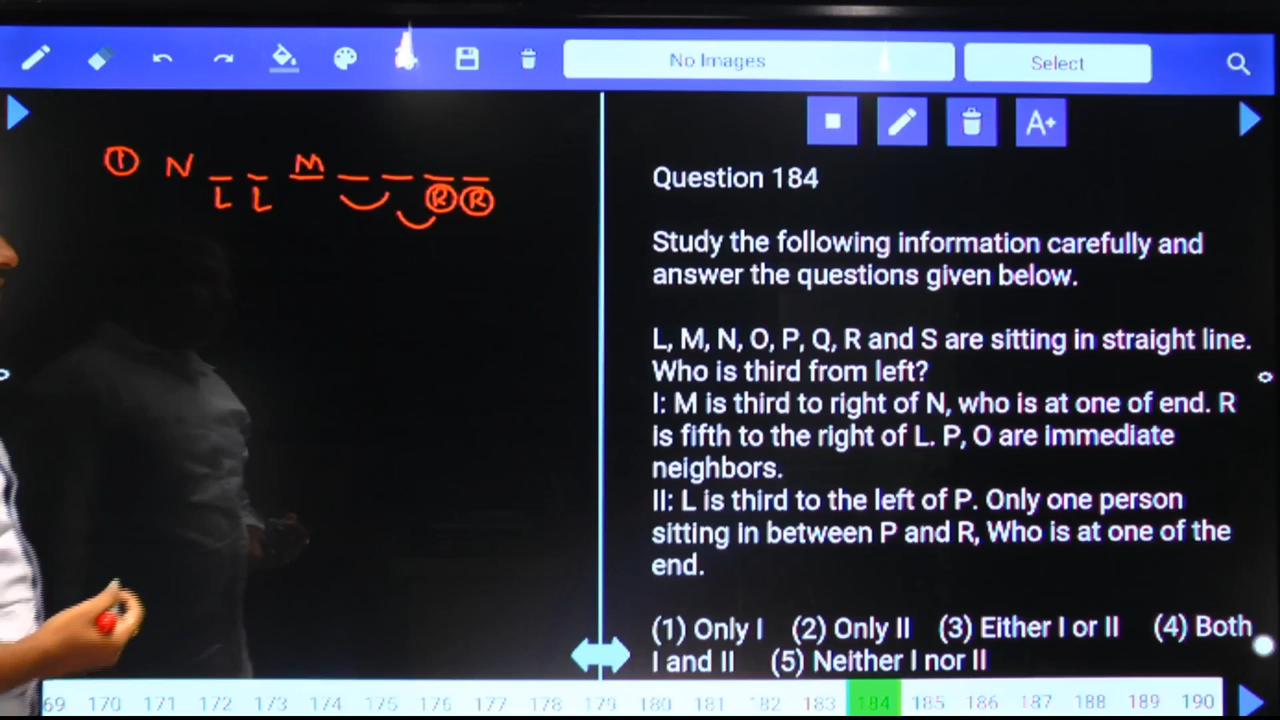 No Images
Select
A+
① N _ _ M _ _ _ _
L L R R
Question 184
Study the following information carefully and
answer the questions given below.
L, M, N, O, P, Q, R and S are sitting in straight line.
Who is third from left?
I: M is third to right of N, who is at one of end. R
is fifth to the right of L. P, O are immediate
neighbors.
II: L is third to the left of P. Only one person
sitting in between P and R, Who is at one of the
end.
(1) Only I (2) Only II (3) Either I or II (4) Both
I and II (5) Neither I nor II
69 170 171 172 173 174 175 176 177 178 179 180 181 182 183 184 185 186 187 188 189 190